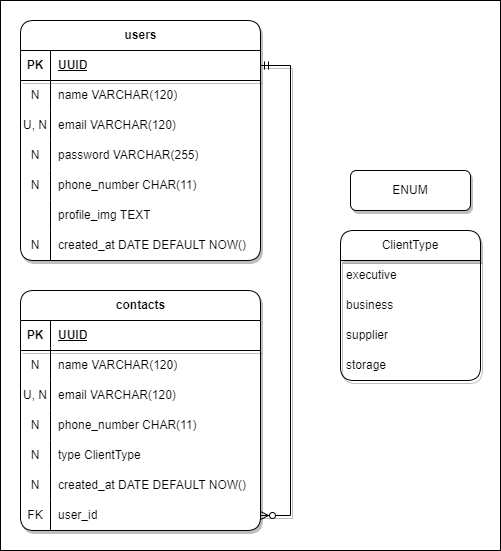 users
PK UUID
N name VARCHAR(120)
U, N email VARCHAR(120)
N password VARCHAR(255)
N phone_number CHAR(11)
profile_img TEXT
N created_at DATE DEFAULT NOW()
ENUM
ClientType
executive
business
supplier
storage
contacts
PK UUID
N name VARCHAR(120)
U, N email VARCHAR(120)
N phone_number CHAR(11)
N type ClientType
N created_at DATE DEFAULT NOW()
FK user_id